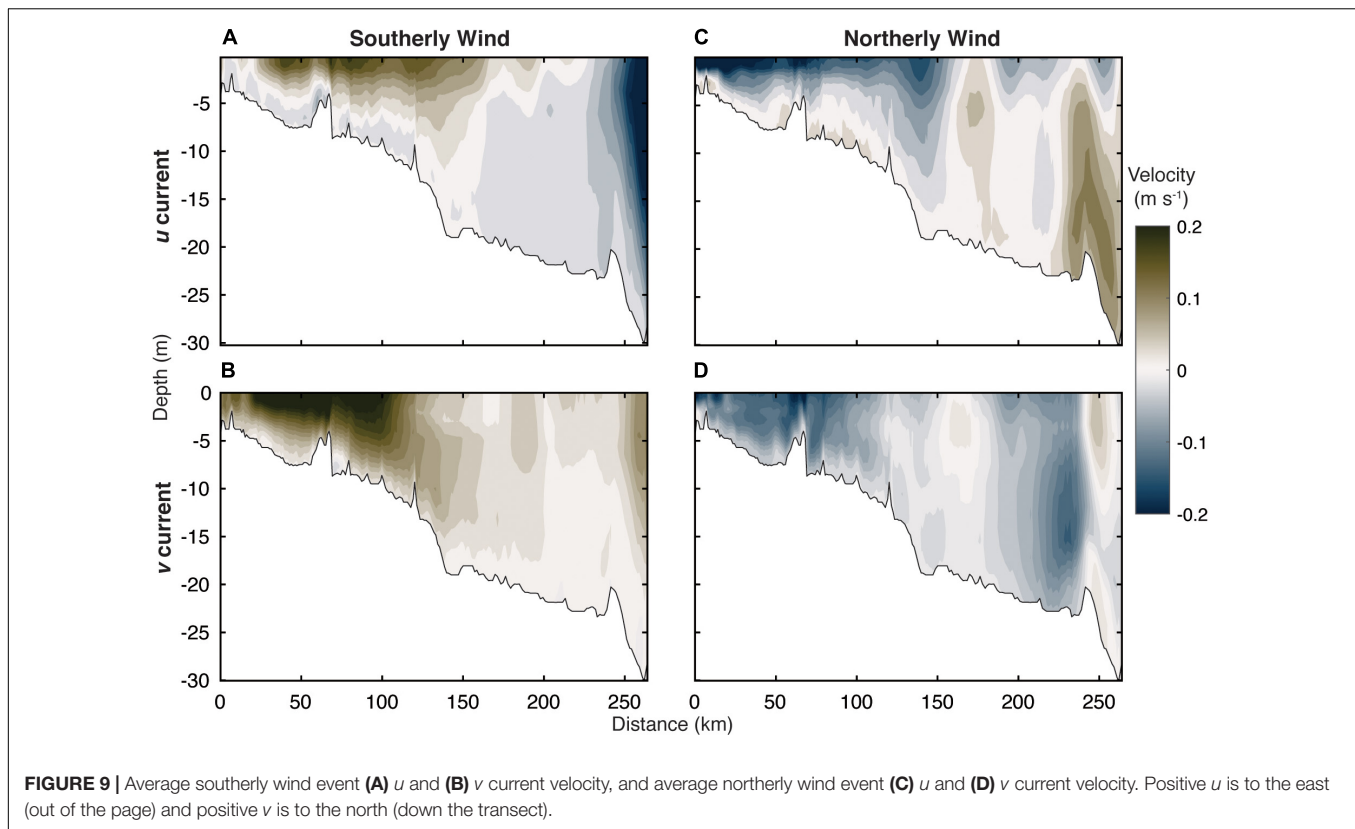 A
Southerly Wind
C
Northerly Wind
u current
-5
-10
-15
-20
-25
-30
Velocity
(m s-1)
0.2
0.1
0
-0.1
-0.2
Depth (m)
B
D
v current
0
-5
-10
-15
-20
-25
-30
0 50 100 150 200 250
0 50 100 150 200 250
Distance (km)
FIGURE 9 | Average southerly wind event (A) u and (B) v current velocity, and average northerly wind event (C) u and (D) v current velocity. Positive u is to the east
(out of the page) and positive v is to the north (down the transect).